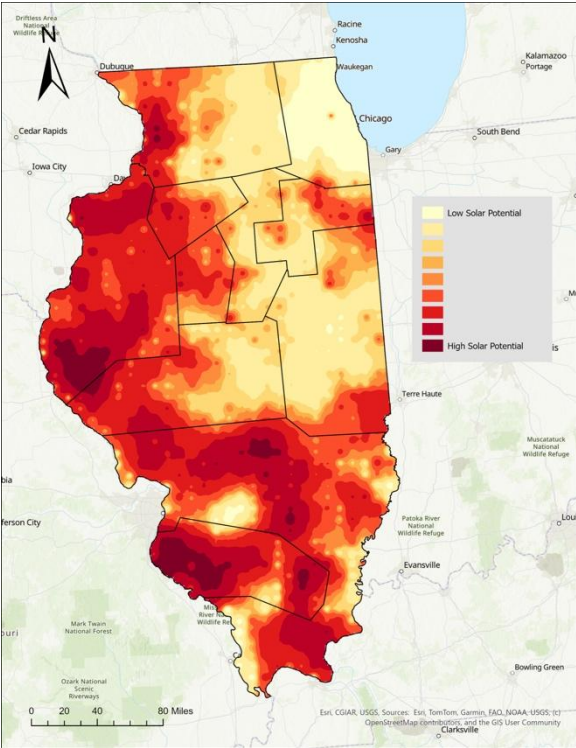 Driftless Area
National
Wildlife Refuge
N
Racine
Kenosha
Dubuque
Waukegan
Kalamazoo
Portage
Chicago
Cedar Rapids
South Bend
Gary
Iowa City
Low Solar Potential
High Solar Potential
Terre Haute
Muscatatuck
National
Wildlife Refuge
Patoka River
National
Wildlife Refuge
Evansville
Mark Twain
National Forest
Ozark National
Scenic
Riverways
Bowling Green
0 20 40 80 Miles
Esri, CGIAR, USGS, Sources: Esri, TomTom, Garmin, FAO, NOAA, USGS, (c)
OpenStreetMap contributors, and the GIS User Community
Clarksville